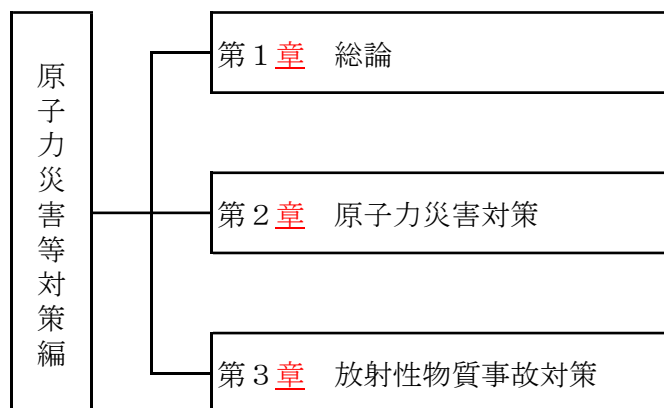 原子力災害等対策編
第１章　総論
第２章　原子力災害対策
第３章　放射性物質事故対策